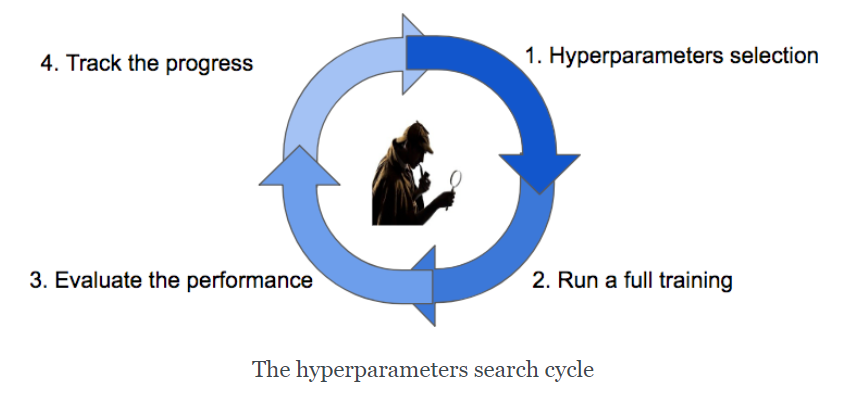 4. Track the progress
1. Hyperparameters selection
3. Evaluate the performance
2. Run a full training
The hyperparameters search cycle